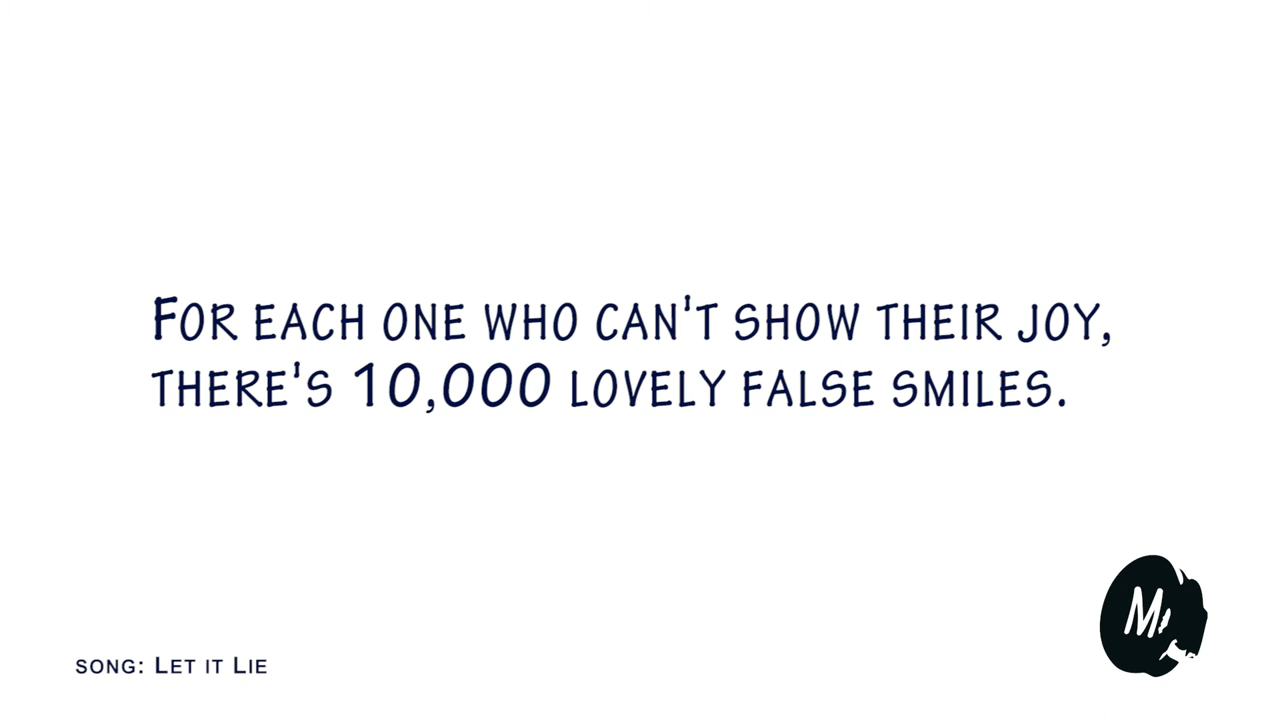 For each one who can't show their joy,
there's 10,000 lovely false smiles.
song: Let it Lie
M